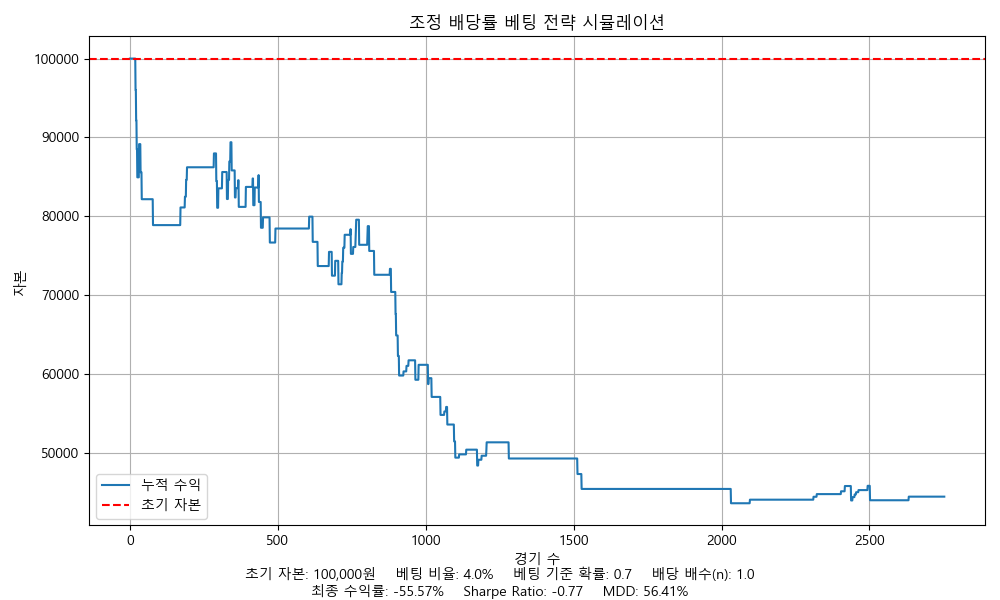 조정 배당률 베팅 전략 시뮬레이션
100000
90000
80000
70000
60000
50000
자본
누적 수익
초기 자본
0
500
1000
1500
2000
2500
경기 수
초기 자본: 100,000원 베팅 비율: 4.0% 베팅 기준 확률: 0.7 배당 배수(n): 1.0
최종 수익률: -55.57% Sharpe Ratio: -0.77 MDD: 56.41%